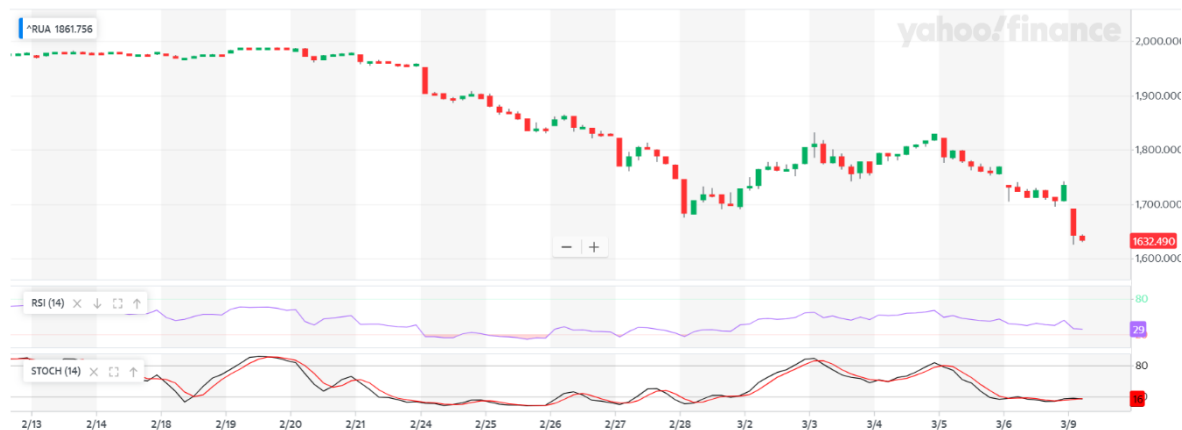 ^RUA 1861.756
yahoo!finance
2,000.000
1,900.000
1,800.000
1,700.000
1632.490
1,600.000
RSI (14)
80
29
STOCH (14)
80
16
2/13 2/14 2/18 2/19 2/20 2/21 2/24 2/25 2/26 2/27 2/28 3/2 3/3 3/4 3/5 3/6 3/9